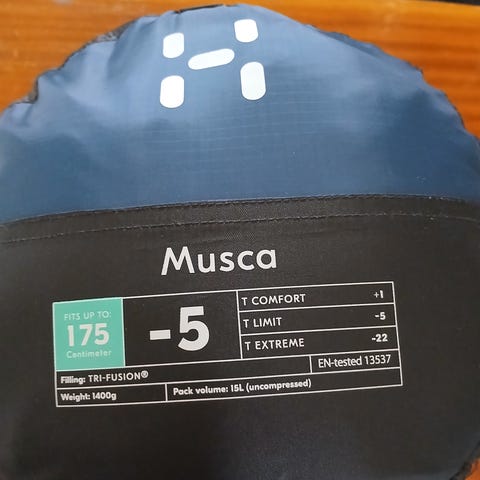 Musca
FITS UP TO:
175
Centimeter
-5
T COMFORT +1
T LIMIT -5
T EXTREME -22
EN-tested 13537
Filling: TRI-FUSION®
Weight: 1400g
Pack volume: 15L (uncompressed)